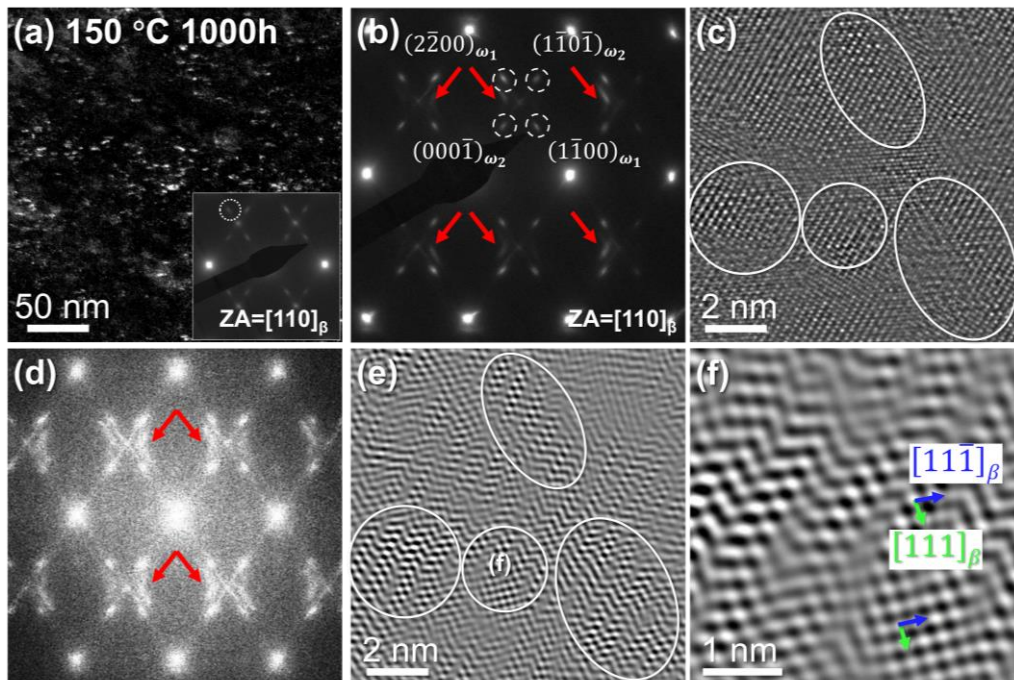 (a) 150 °C 1000h
50 nm
ZA=[110]β
(b)
(22̄00)ω₁
(11̄01̄)ω₂
(0001̄)ω₂
(11̄00)ω₁
ZA=[110]β
(c)
2 nm
(d)
(e)
(f)
2 nm
(f)
[111̄]β
[111]β
1 nm